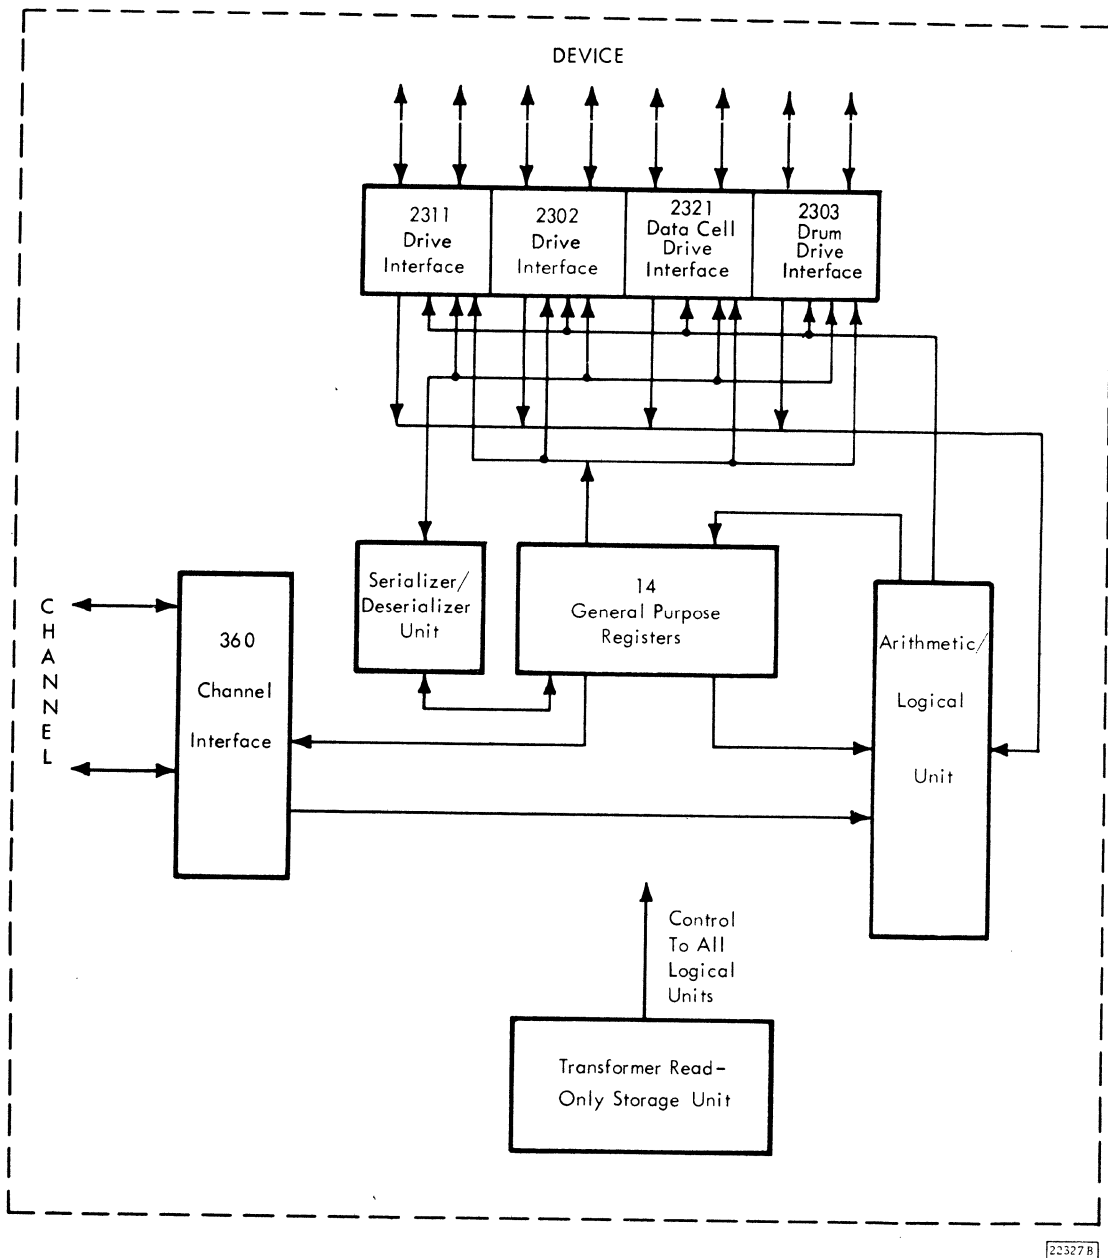 DEVICE
2311
Drive
Interface
2302
Drive
Interface
2321
Data Cell
Drive
Interface
2303
Drum
Drive
Interface
Serializer/
Deserializer
Unit
14
General Purpose
Registers
CHANNEL
360
Channel
Interface
Arithmetic/
Logical
Unit
Control
To All
Logical
Units
Transformer Read-
Only Storage Unit
22327 B